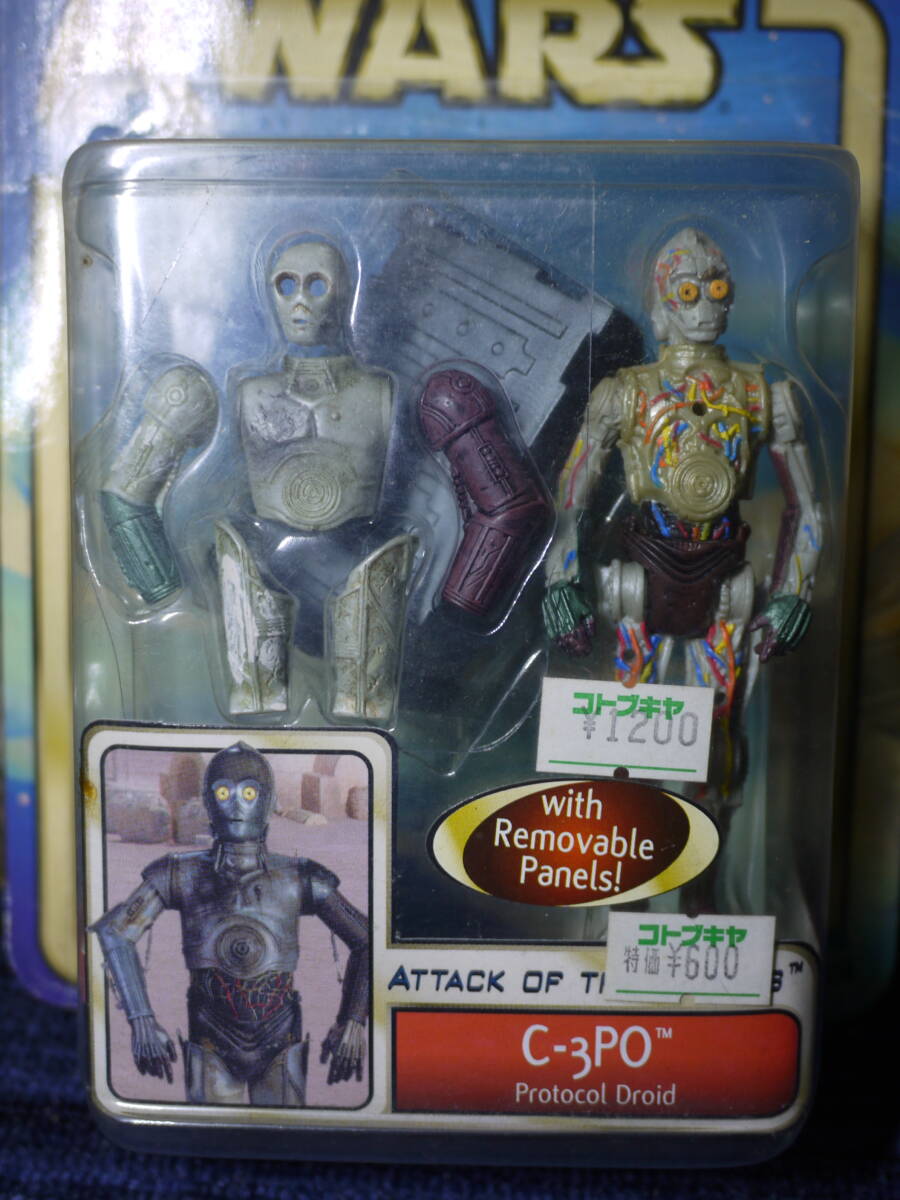 WARS
コトブキヤ
¥1200
with
Removable
Panels!
コトブキヤ
特価 ¥600
ATTACK OF
C-3PO™
Protocol Droid